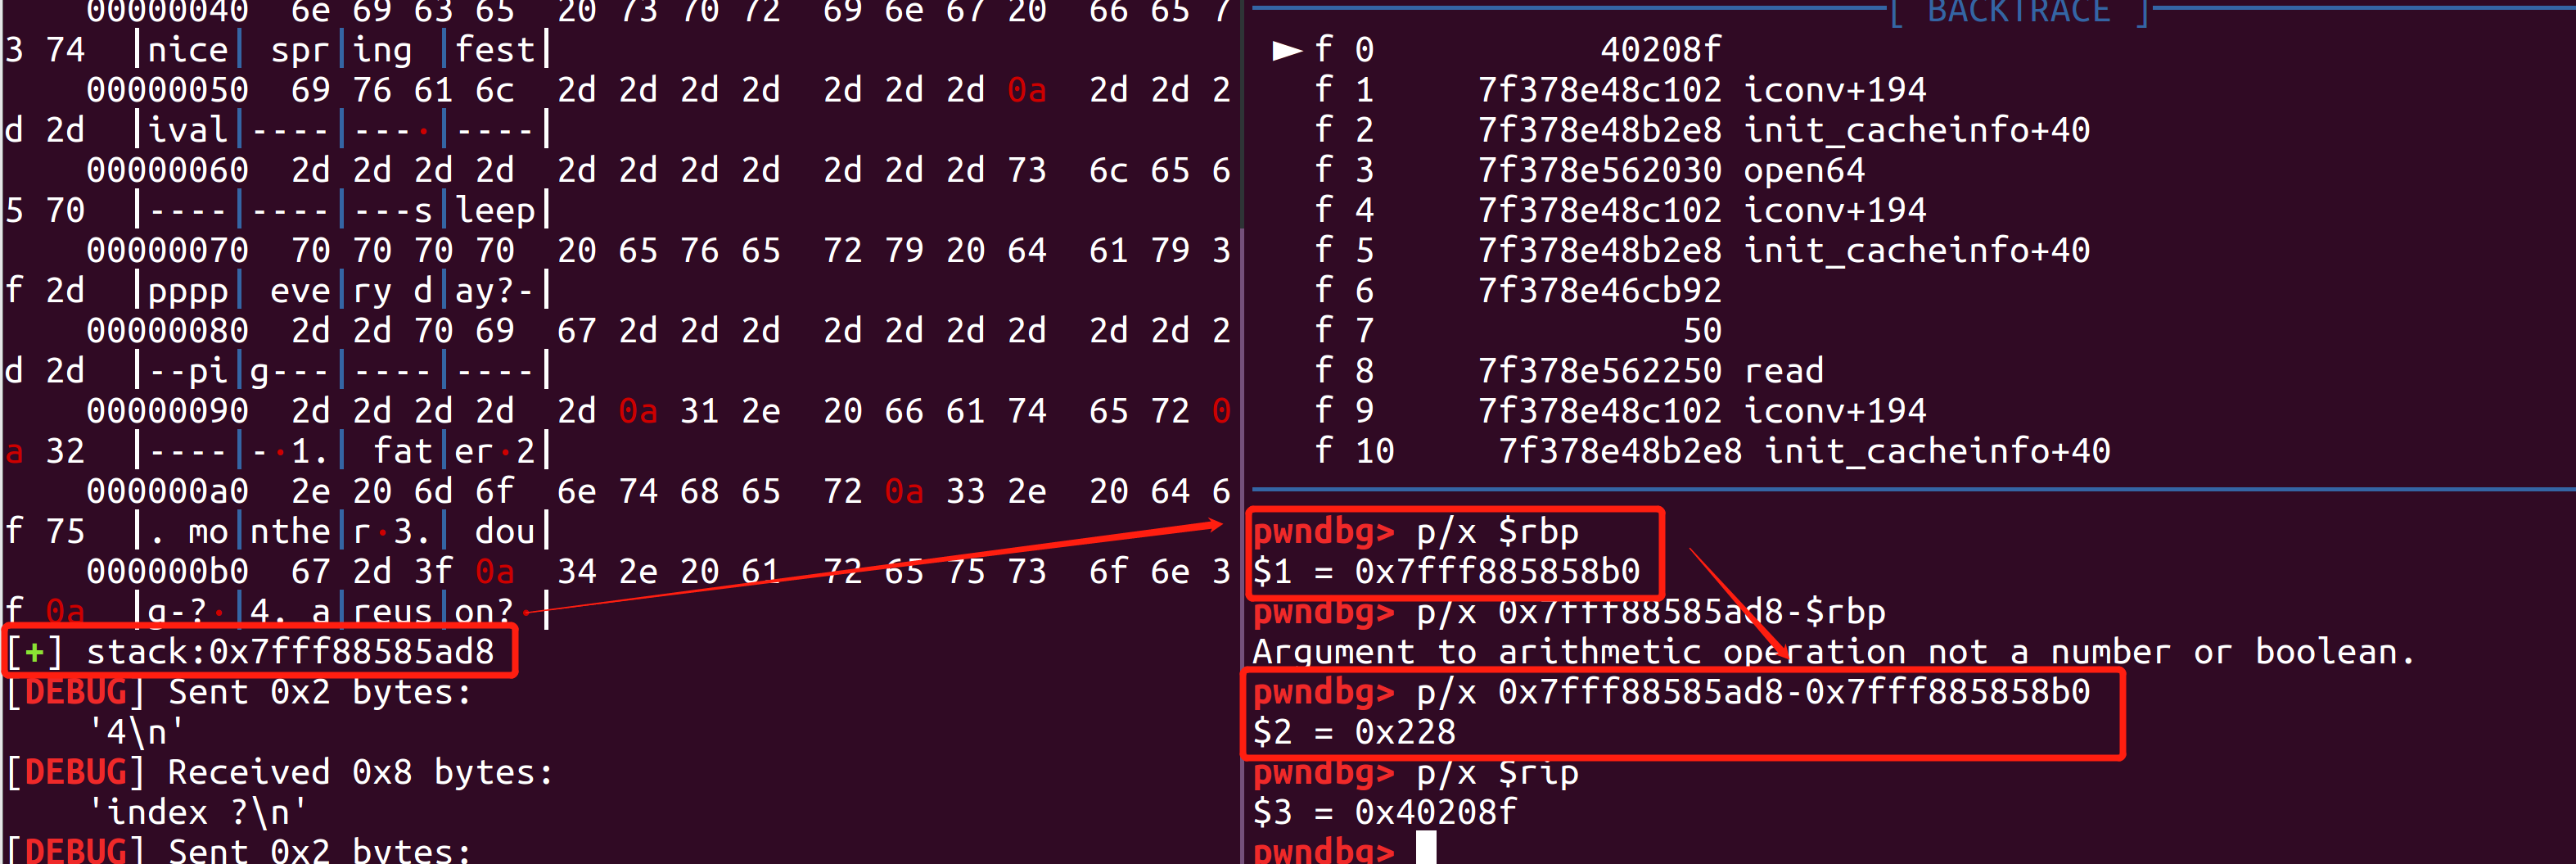 00000040  6e 69 63 65  20 73 70 72  69 6e 67 20  66 65 7
3 74  |nice| spr|ing |fest|
00000050  69 76 61 6c  2d 2d 2d 2d  2d 2d 2d 0a  2d 2d 2
d 2d  |ival|----|---·|----|
00000060  2d 2d 2d 2d  2d 2d 2d 2d  2d 2d 2d 73  6c 65 6
5 70  |----|----|---s|leep|
00000070  70 70 70 70  20 65 76 65  72 79 20 64  61 79 3
f 2d  |pppp| eve|ry d|ay?-|
00000080  2d 2d 70 69  67 2d 2d 2d  2d 2d 2d 2d  2d 2d 2
d 2d  |--pi|g---|----|----|
00000090  2d 2d 2d 2d  2d 0a 31 2e  20 66 61 74  65 72 0
a 32  |----|-·1.| fat|er·2|
000000a0  2e 20 6d 6f  6e 74 68 65  72 0a 33 2e  20 64 6
f 75  |. mo|nthe|r·3.| dou|
000000b0  67 2d 3f 0a  34 2e 20 61  72 65 75 73  6f 6e 3
f 0a  |g-?·|4. a|reus|on?·|
[+] stack:0x7fff88585ad8
[DEBUG] Sent 0x2 bytes:
'4\n'
[DEBUG] Received 0x8 bytes:
'index ?\n'
[DEBUG] Sent 0x2 bytes:
[ BACKTRACE ]
► f 0 40208f
f 1 7f378e48c102 iconv+194
f 2 7f378e48b2e8 init_cacheinfo+40
f 3 7f378e562030 open64
f 4 7f378e48c102 iconv+194
f 5 7f378e48b2e8 init_cacheinfo+40
f 6 7f378e46cb92
f 7 50
f 8 7f378e562250 read
f 9 7f378e48c102 iconv+194
f 10 7f378e48b2e8 init_cacheinfo+40
pwndbg> p/x $rbp
$1 = 0x7fff885858b0
pwndbg> p/x 0x7fff88585ad8-$rbp
Argument to arithmetic operation not a number or boolean.
pwndbg> p/x 0x7fff88585ad8-0x7fff885858b0
$2 = 0x228
pwndbg> p/x $rip
$3 = 0x40208f
pwndbg>